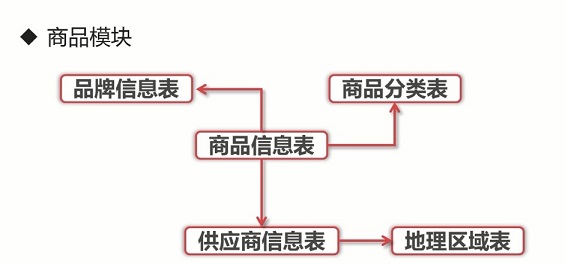 ◆ 商品模块
品牌信息表
商品分类表
商品信息表
供应商信息表
地理区域表